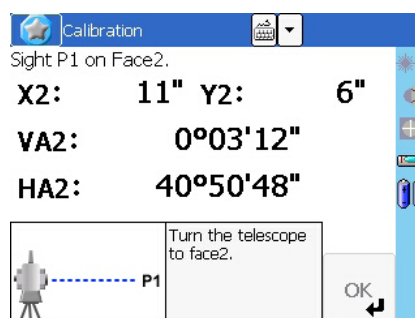 Calibration
Sight P1 on Face2.
X2: 11" Y2: 6"
VA2: 0°03'12"
HA2: 40°50'48"
Turn the telescope
to face2.
P1
OK